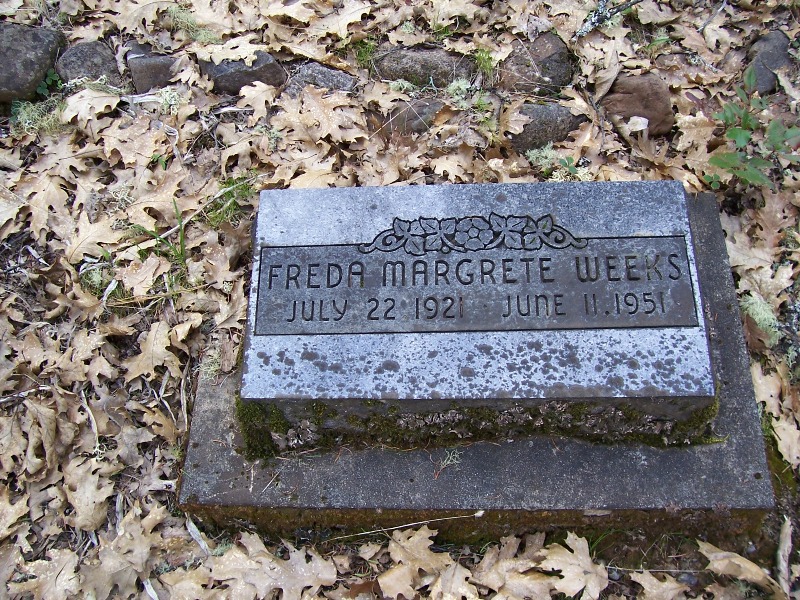 FREDA MARGRETE WEEKS
JULY 22 1921 - JUNE 11.1951